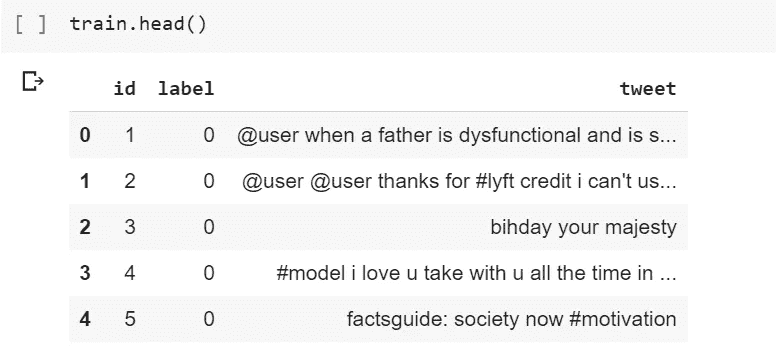 [ ] train.head()
id label tweet
0 1 0 @user when a father is dysfunctional and is s...
1 2 0 @user @user thanks for #lyft credit i can't us...
2 3 0 bihday your majesty
3 4 0 #model i love u take with u all the time in ...
4 5 0 factsguide: society now #motivation